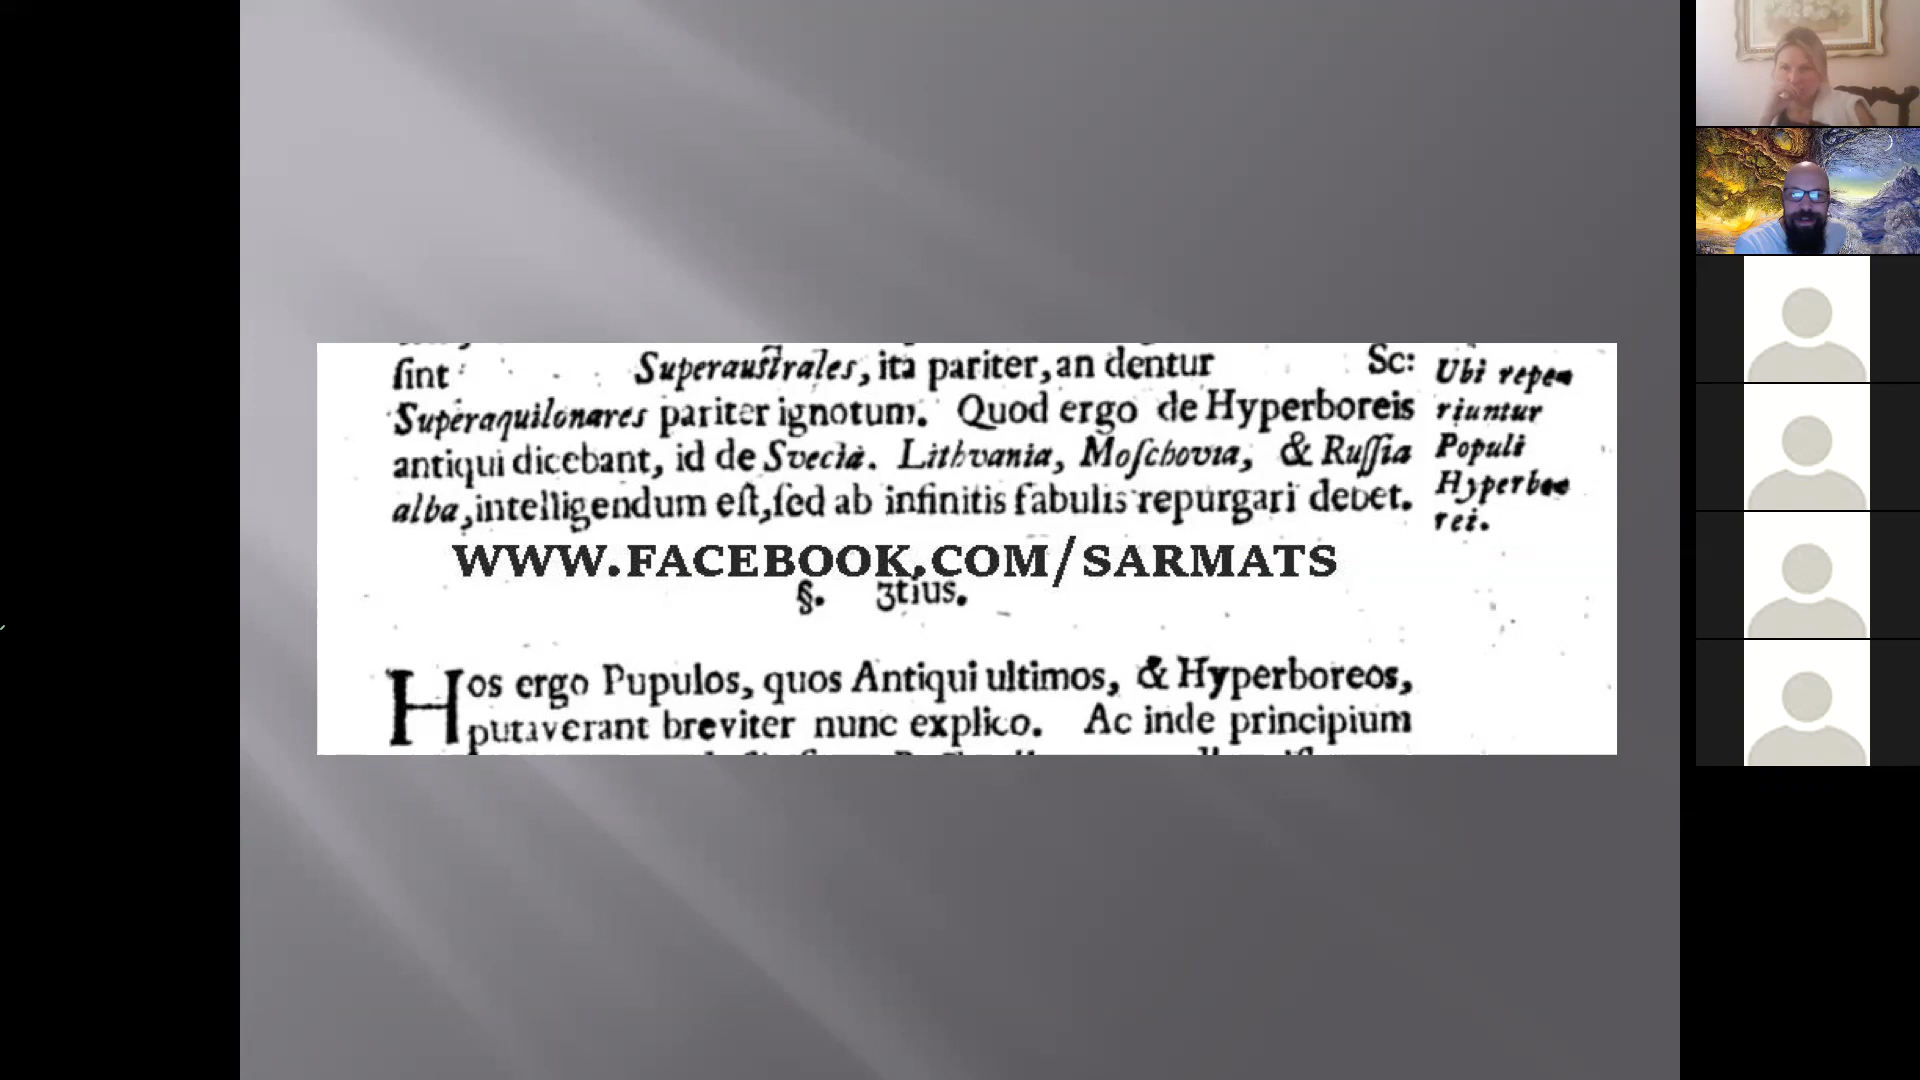 ſint Superauſtrales, ita pariter, an dentur Sc:
Superaquilonares pariter ignotum. Quod ergo de Hyperboreis
antiqui dicebant, id de Svecia. Lithvania, Moſchovia, & Ruſſia
alba, intelligendum eſt, ſed ab infinitis fabulis repurgari debet.
Ubi repe
riuntur
Populi
Hyperbo
rei.
WWW.FACEBOOK.COM/SARMATS
§. 3tius.
Hos ergo Pupulos, quos Antiqui ultimos, & Hyperboreos,
putaverant breviter nunc explico. Ac inde principium